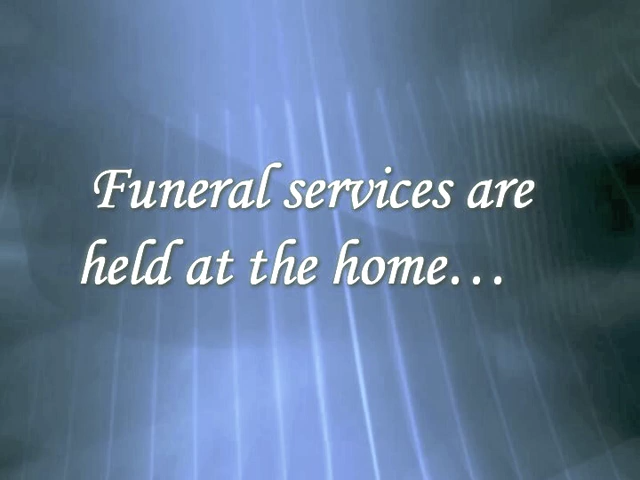 Funeral services are
held at the home…